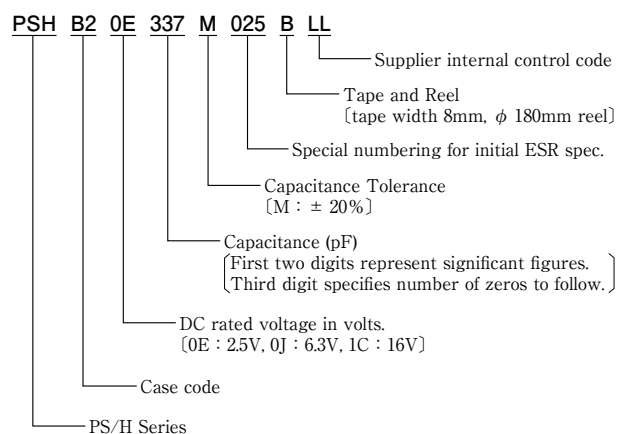 PSH B2 0E 337 M 025 B LL
Supplier internal control code
Tape and Reel
〔tape width 8mm, φ 180mm reel〕
Special numbering for initial ESR spec.
Capacitance Tolerance
〔M : ± 20%〕
Capacitance (pF)
First two digits represent significant figures.
Third digit specifies number of zeros to follow.
DC rated voltage in volts.
〔0E : 2.5V, 0J : 6.3V, 1C : 16V〕
Case code
PS/H Series